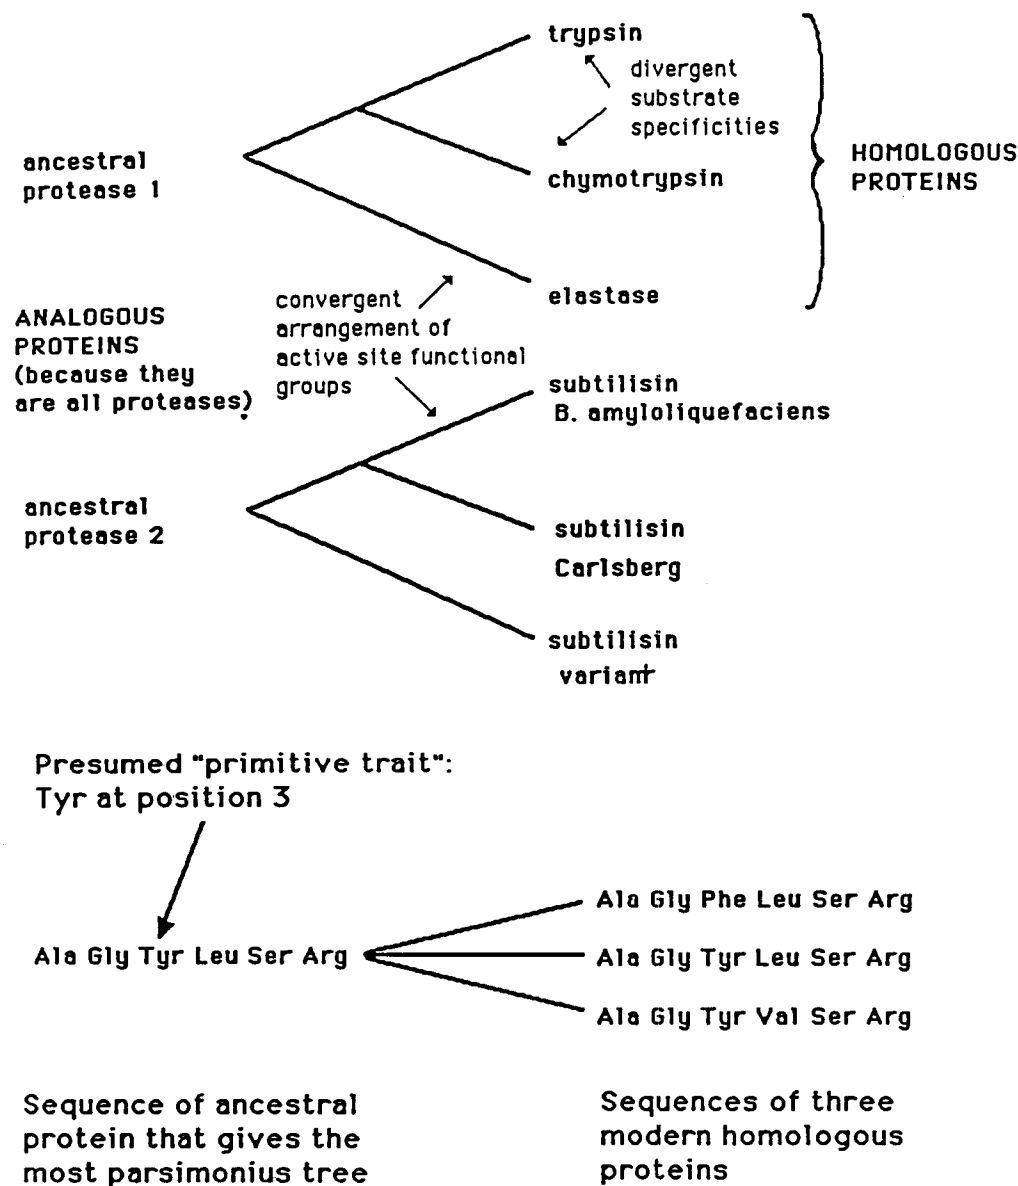 trypsin
divergent
substrate
specificities
ancestral
protease 1
chymotrypsin
HOMOLOGOUS
PROTEINS
elastase
convergent
arrangement of
active site functional
groups
ANALOGOUS
PROTEINS
(because they
are all proteases).
subtilisin
B. amyloliquefaciens
ancestral
protease 2
subtilisin
Carlsberg
subtilisin
variant
Presumed "primitive trait":
Tyr at position 3
Ala Gly Tyr Leu Ser Arg
Ala Gly Phe Leu Ser Arg
Ala Gly Tyr Leu Ser Arg
Ala Gly Tyr Val Ser Arg
Sequence of ancestral
protein that gives the
most parsimonius tree
Sequences of three
modern homologous
proteins